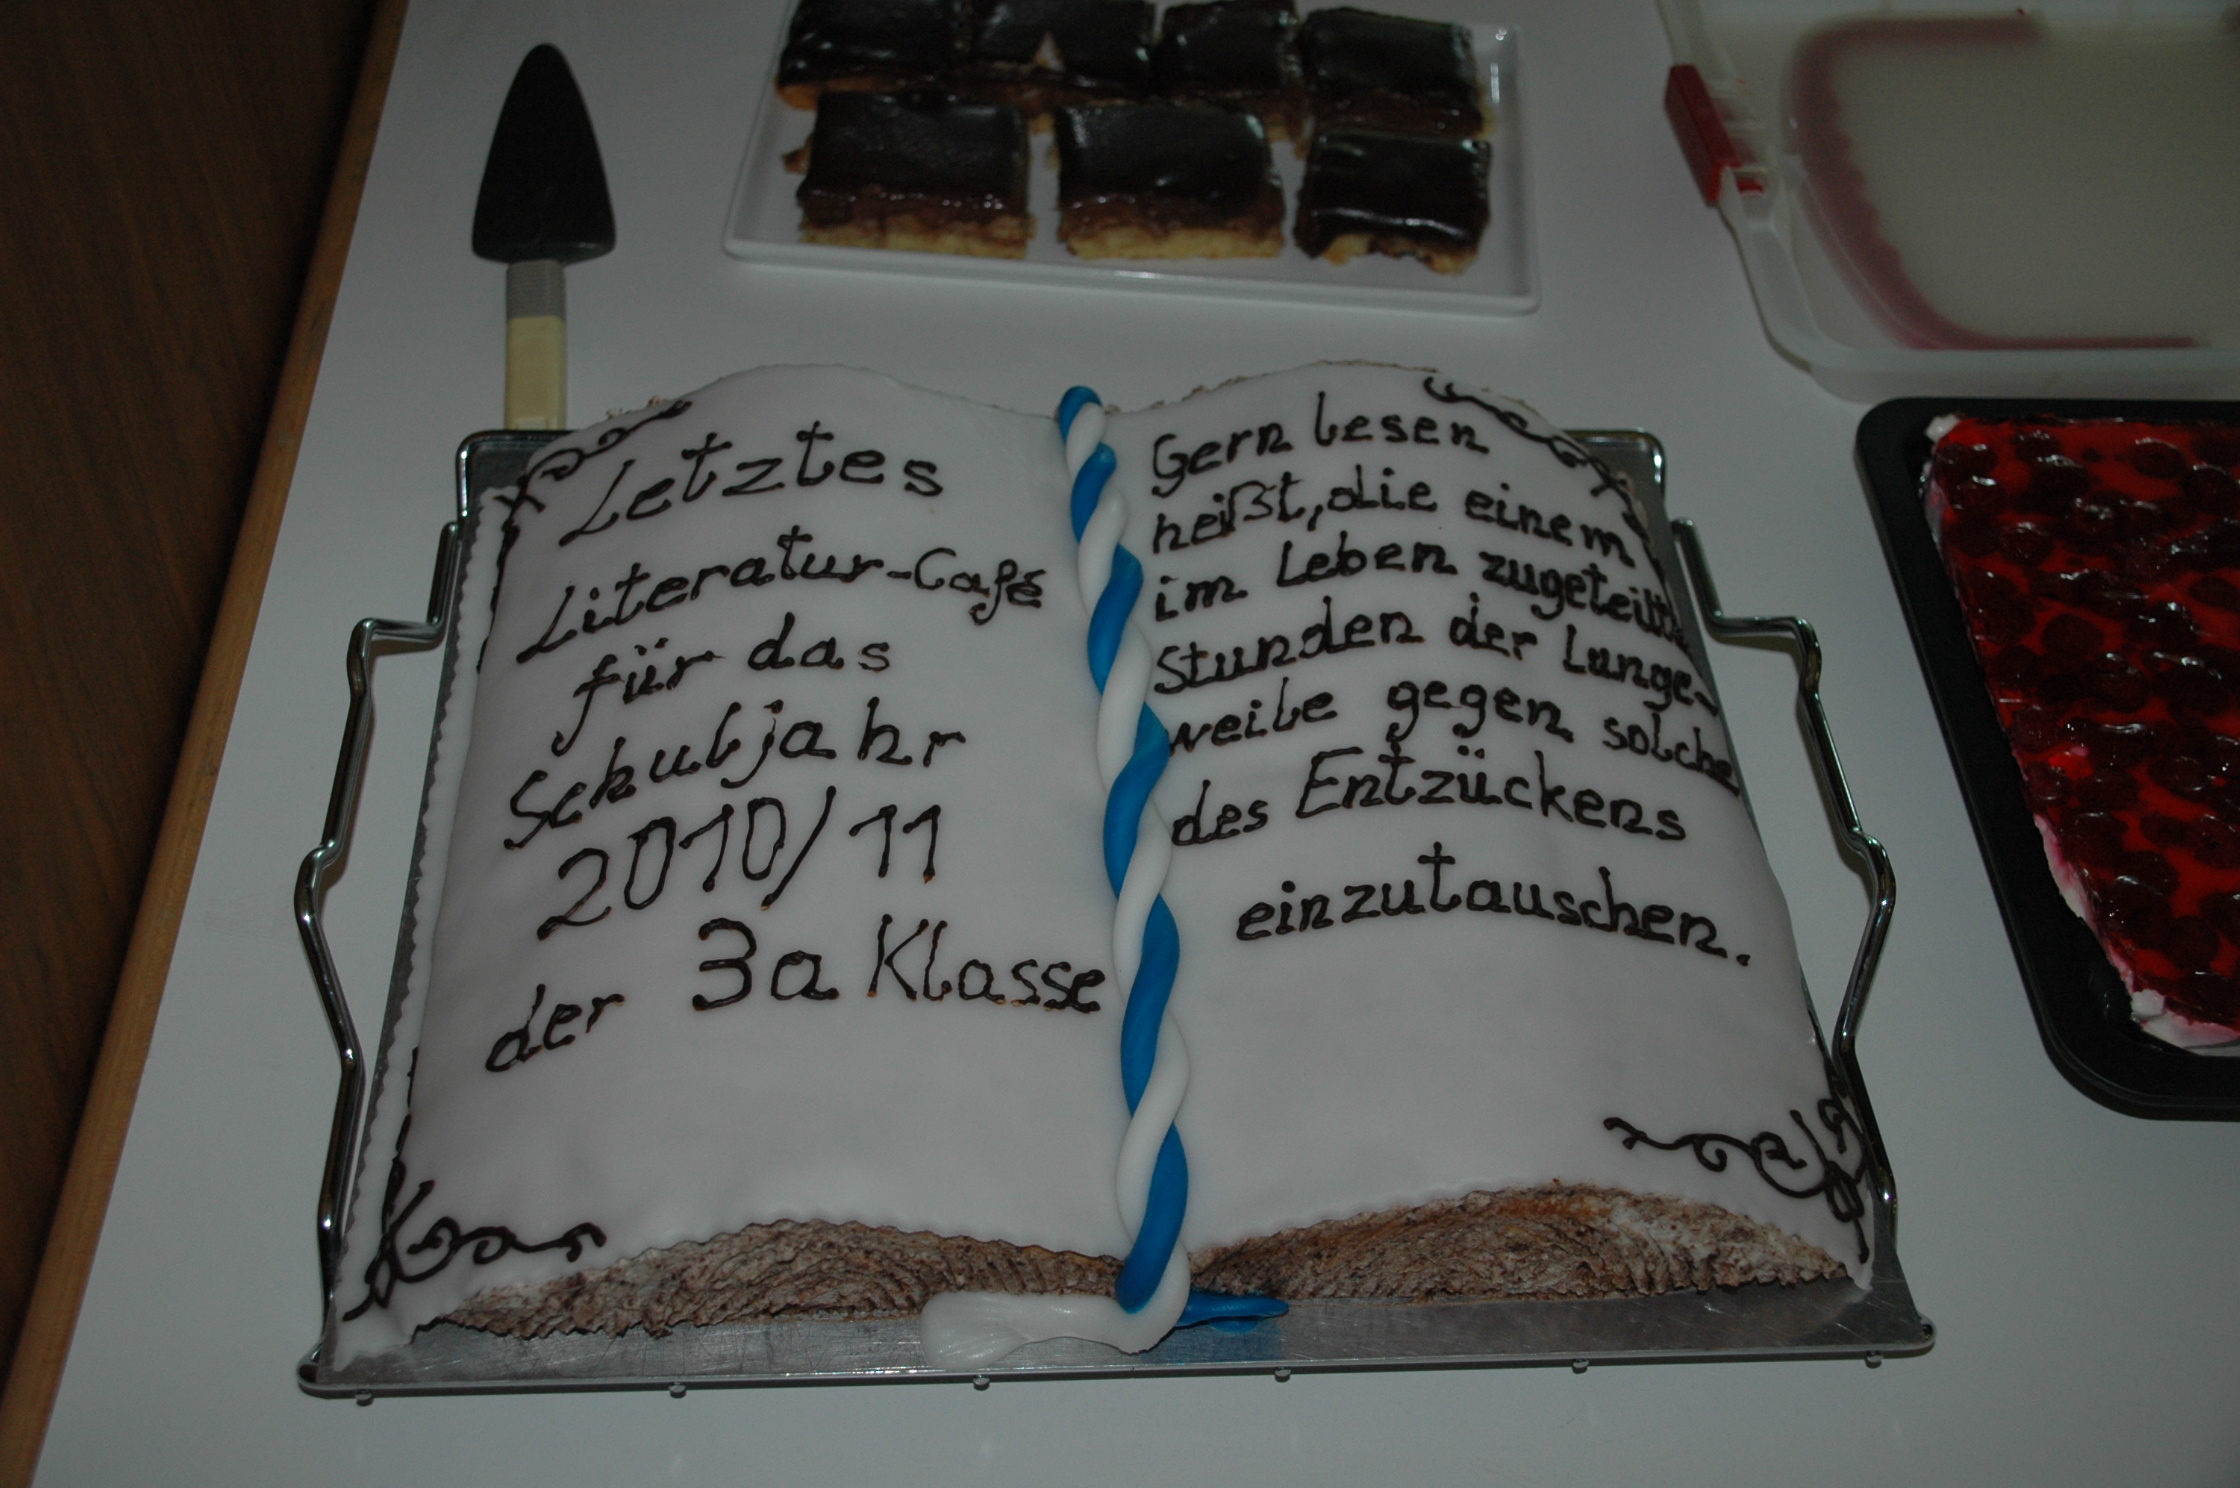 Letztes
Literatur-Café
für das
Schuljahr
2010/11
der 3a Klasse
Gern lesen
heißt, die einem
im Leben zugeteilte
Stunden der Lange-
weile gegen solche
des Entzückens
einzutauschen.